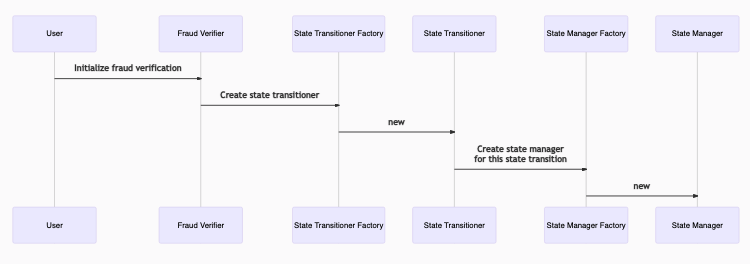 User
Fraud Verifier
State Transitioner Factory
State Transitioner
State Manager Factory
State Manager
Initialize fraud verification
Create state transitioner
new
Create state manager
for this state transition
new
User
Fraud Verifier
State Transitioner Factory
State Transitioner
State Manager Factory
State Manager